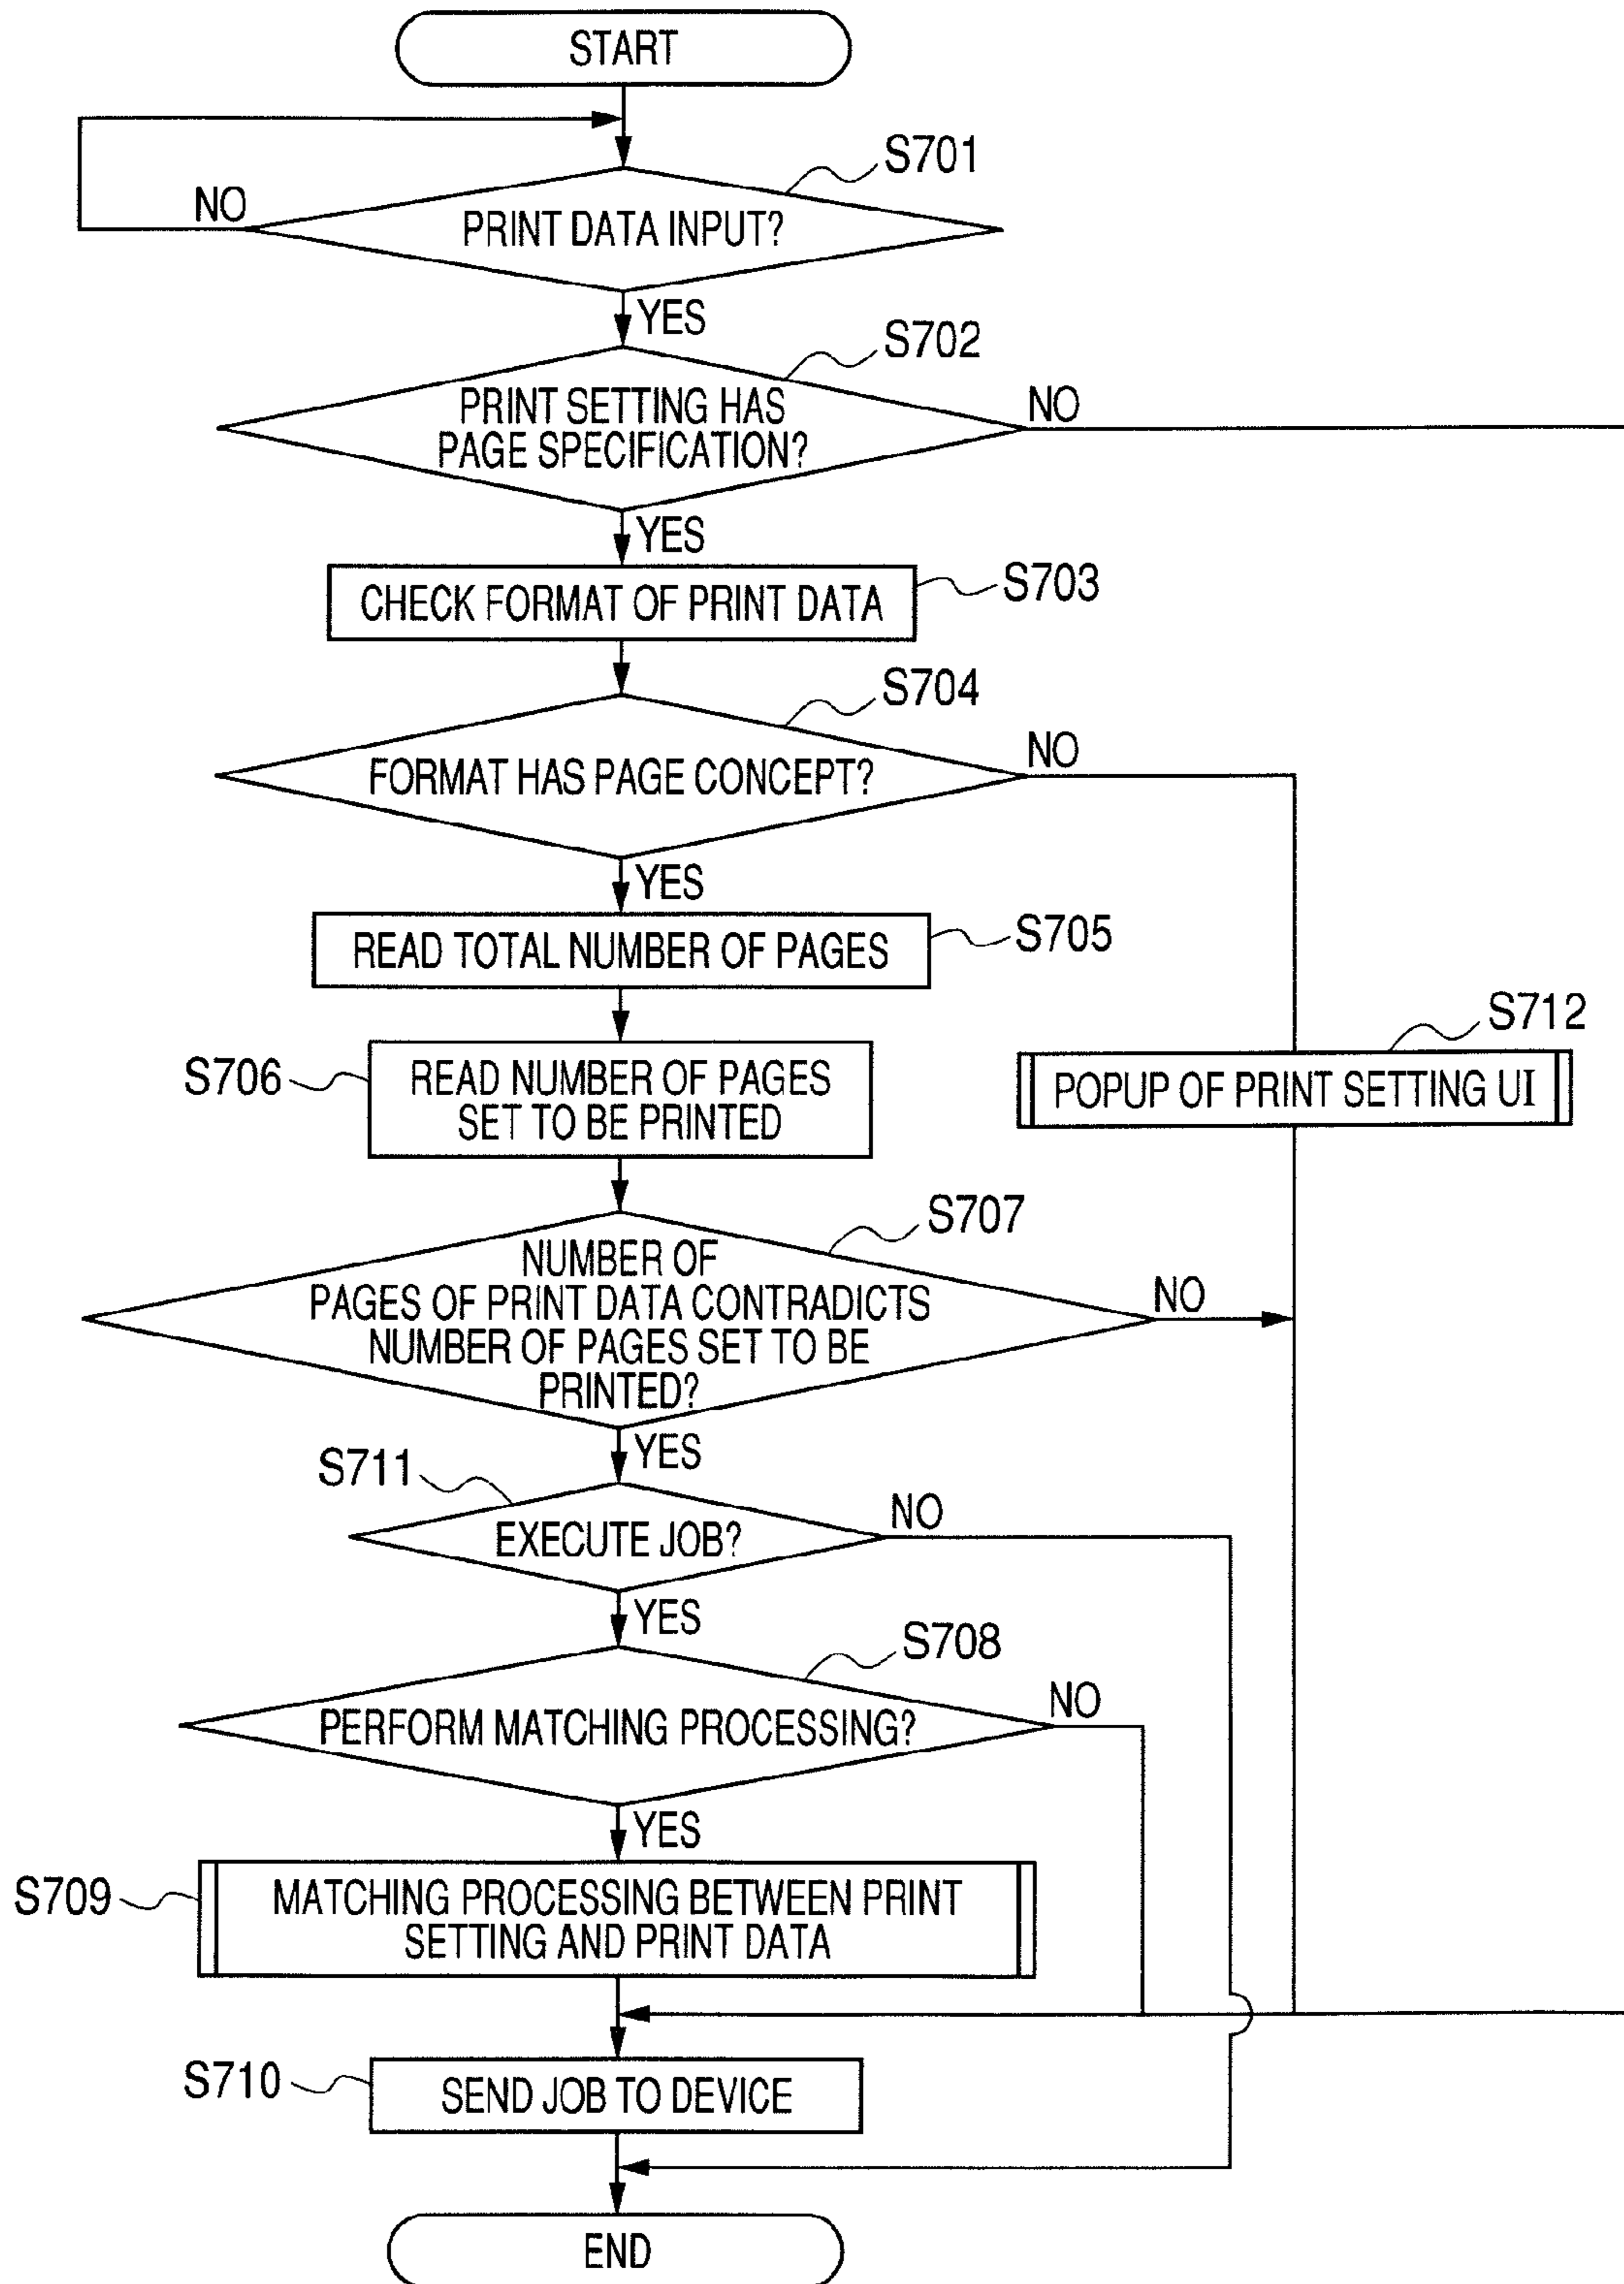 START
S701
NO
PRINT DATA INPUT?
YES
S702
PRINT SETTING HAS
PAGE SPECIFICATION?
NO
YES
CHECK FORMAT OF PRINT DATA
S703
S704
FORMAT HAS PAGE CONCEPT?
NO
YES
READ TOTAL NUMBER OF PAGES
S705
S712
POPUP OF PRINT SETTING UI
S706
READ NUMBER OF PAGES
SET TO BE PRINTED
S707
NUMBER OF
PAGES OF PRINT DATA CONTRADICTS
NUMBER OF PAGES SET TO BE
PRINTED?
NO
YES
S711
EXECUTE JOB?
NO
YES
S708
PERFORM MATCHING PROCESSING?
NO
YES
S709
MATCHING PROCESSING BETWEEN PRINT
SETTING AND PRINT DATA
S710
SEND JOB TO DEVICE
END